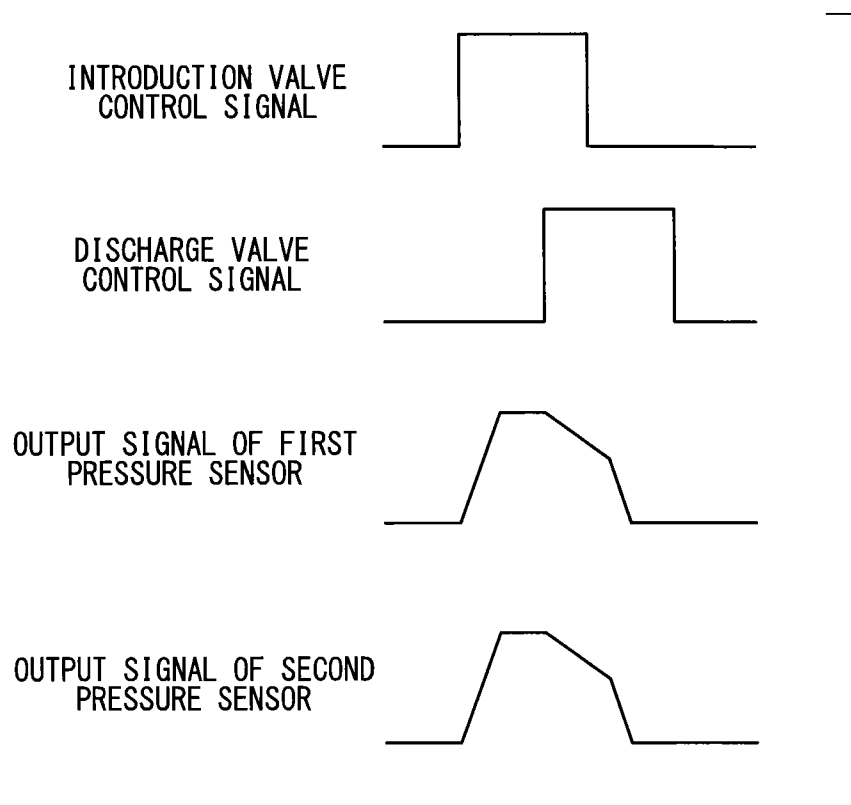 INTRODUCTION VALVE
CONTROL SIGNAL
DISCHARGE VALVE
CONTROL SIGNAL
OUTPUT SIGNAL OF FIRST
PRESSURE SENSOR
OUTPUT SIGNAL OF SECOND
PRESSURE SENSOR